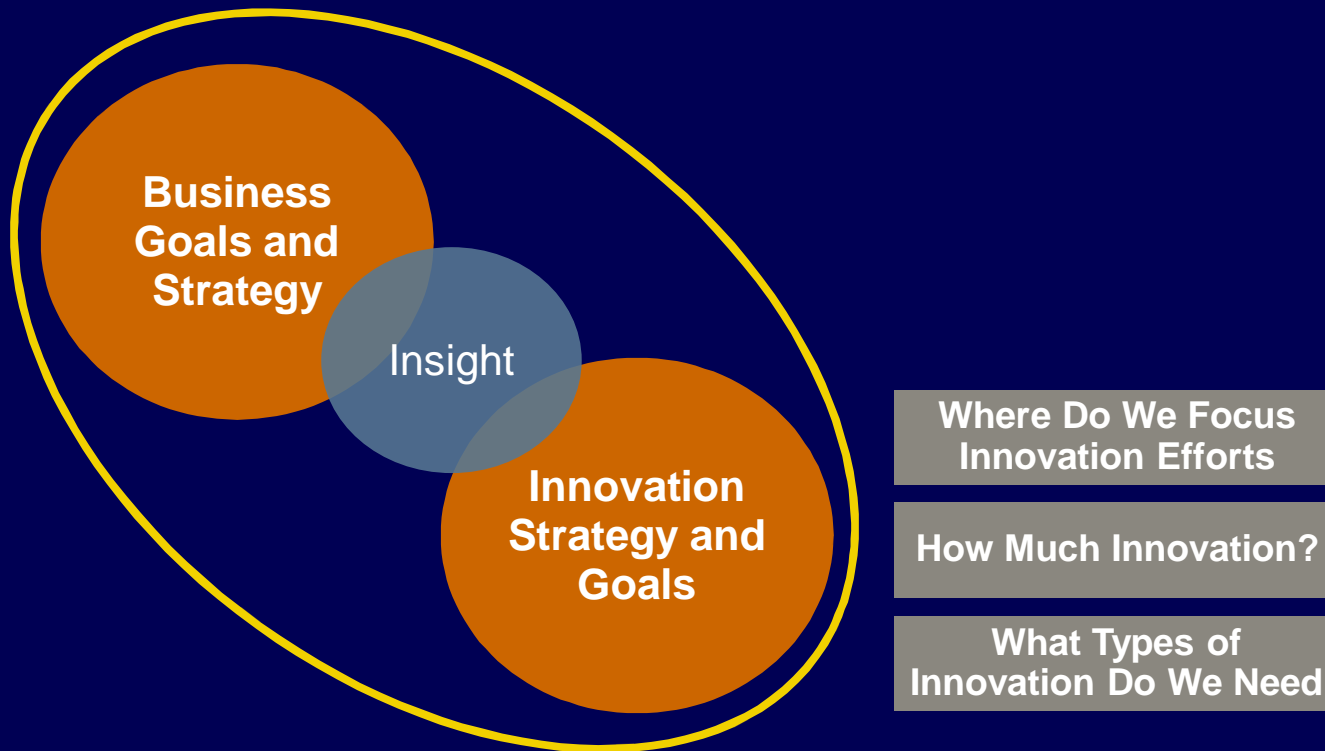 Business
Goals and
Strategy
Insight
Innovation
Strategy and
Goals
Where Do We Focus
Innovation Efforts
How Much Innovation?
What Types of
Innovation Do We Need